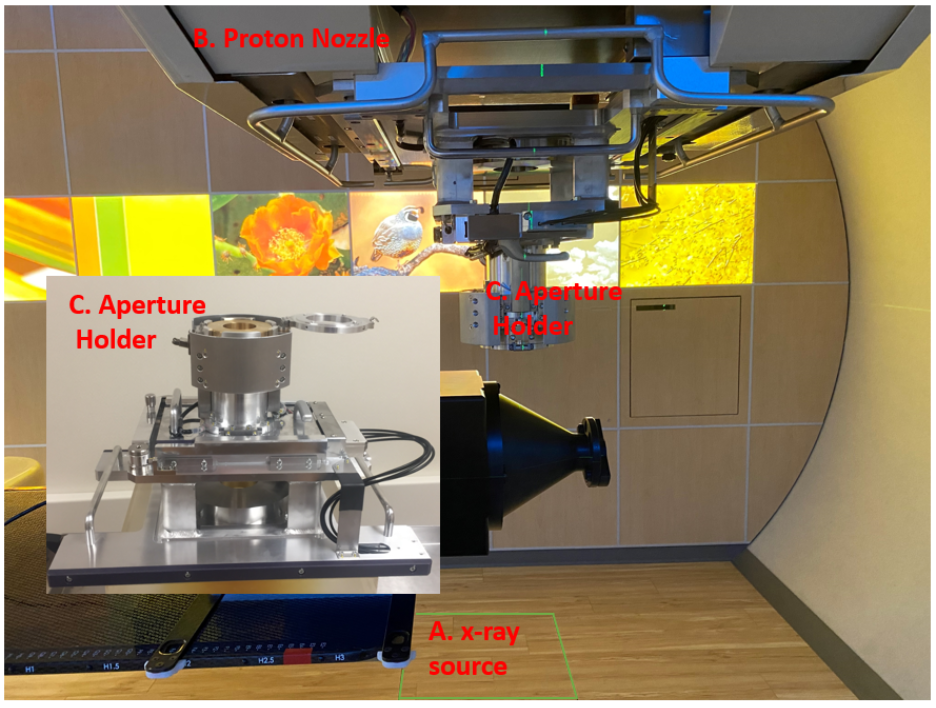 B. Proton Nozzle
C. Aperture
Holder
C. Aperture
Holder
A. x-ray
source
H1
H1.5
H2.5
H3